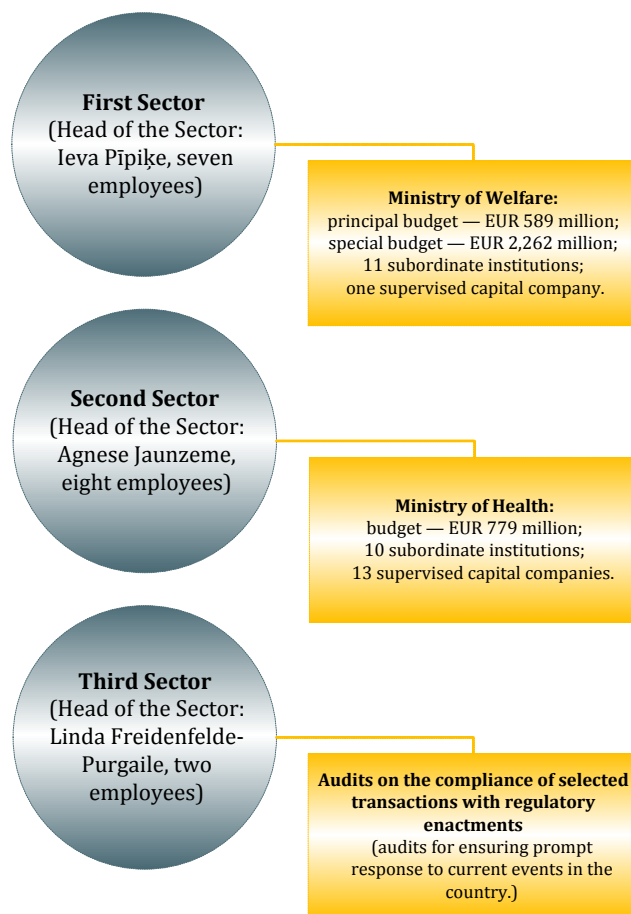 First Sector
(Head of the Sector:
Ieva Pīpiķe, seven
employees)
Ministry of Welfare:
principal budget — EUR 589 million;
special budget — EUR 2,262 million;
11 subordinate institutions;
one supervised capital company.
Second Sector
(Head of the Sector:
Agnese Jaunzeme,
eight employees)
Ministry of Health:
budget — EUR 779 million;
10 subordinate institutions;
13 supervised capital companies.
Third Sector
(Head of the Sector:
Linda Freidenfelde-
Purgaile, two
employees)
Audits on the compliance of selected
transactions with regulatory
enactments
(audits for ensuring prompt
response to current events in the
country.)